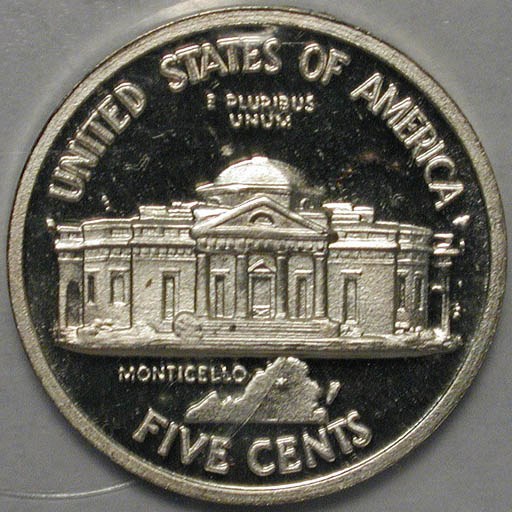 UNITED STATES OF AMERICA
E PLURIBUS
UNUM
MONTICELLO
FIVE CENTS